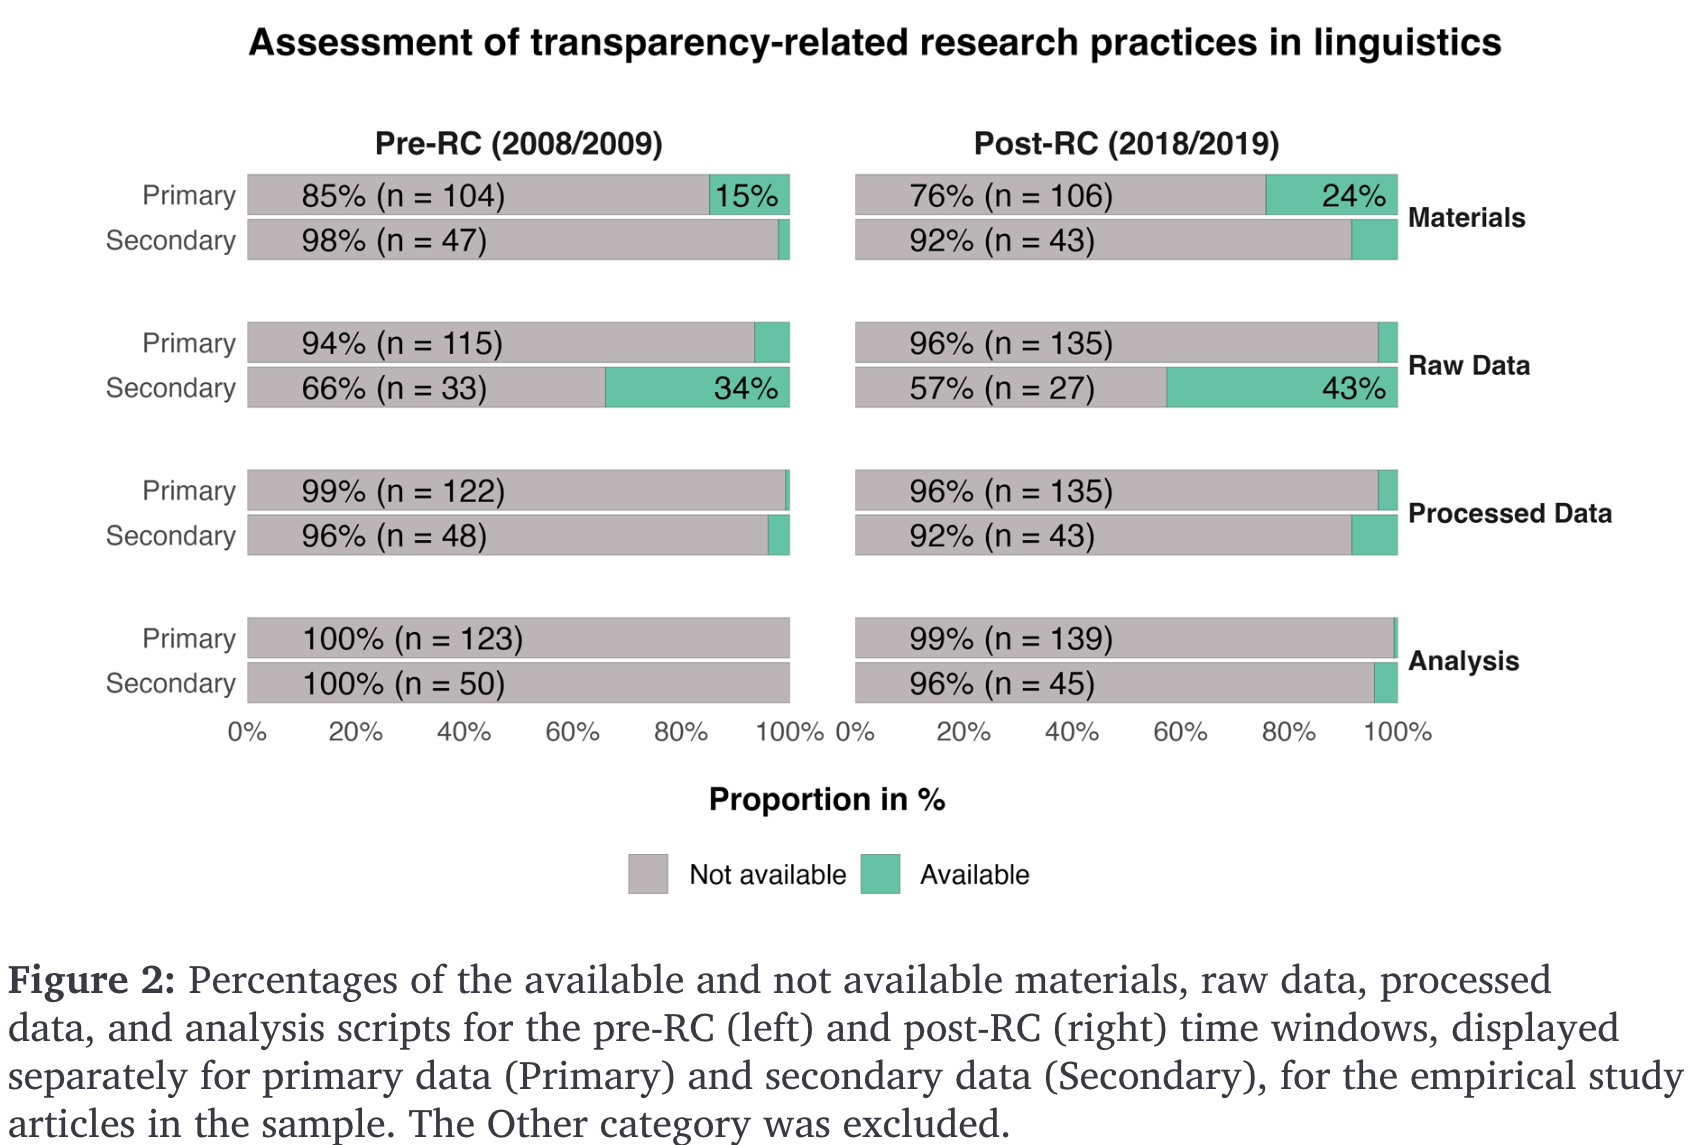 Assessment of transparency-related research practices in linguistics
Pre-RC (2008/2009) Post-RC (2018/2019)
Primary 85% (n = 104) 15% 76% (n = 106) 24%
Materials
Secondary 98% (n = 47) 92% (n = 43)
Primary 94% (n = 115) 96% (n = 135)
Raw Data
Secondary 66% (n = 33) 34% 57% (n = 27) 43%
Primary 99% (n = 122) 96% (n = 135)
Processed Data
Secondary 96% (n = 48) 92% (n = 43)
Primary 100% (n = 123) 99% (n = 139)
Analysis
Secondary 100% (n = 50) 96% (n = 45)
0% 20% 40% 60% 80% 100% 0% 20% 40% 60% 80% 100%
Proportion in %
Not available Available
Figure 2: Percentages of the available and not available materials, raw data, processed
data, and analysis scripts for the pre-RC (left) and post-RC (right) time windows, displayed
separately for primary data (Primary) and secondary data (Secondary), for the empirical study
articles in the sample. The Other category was excluded.